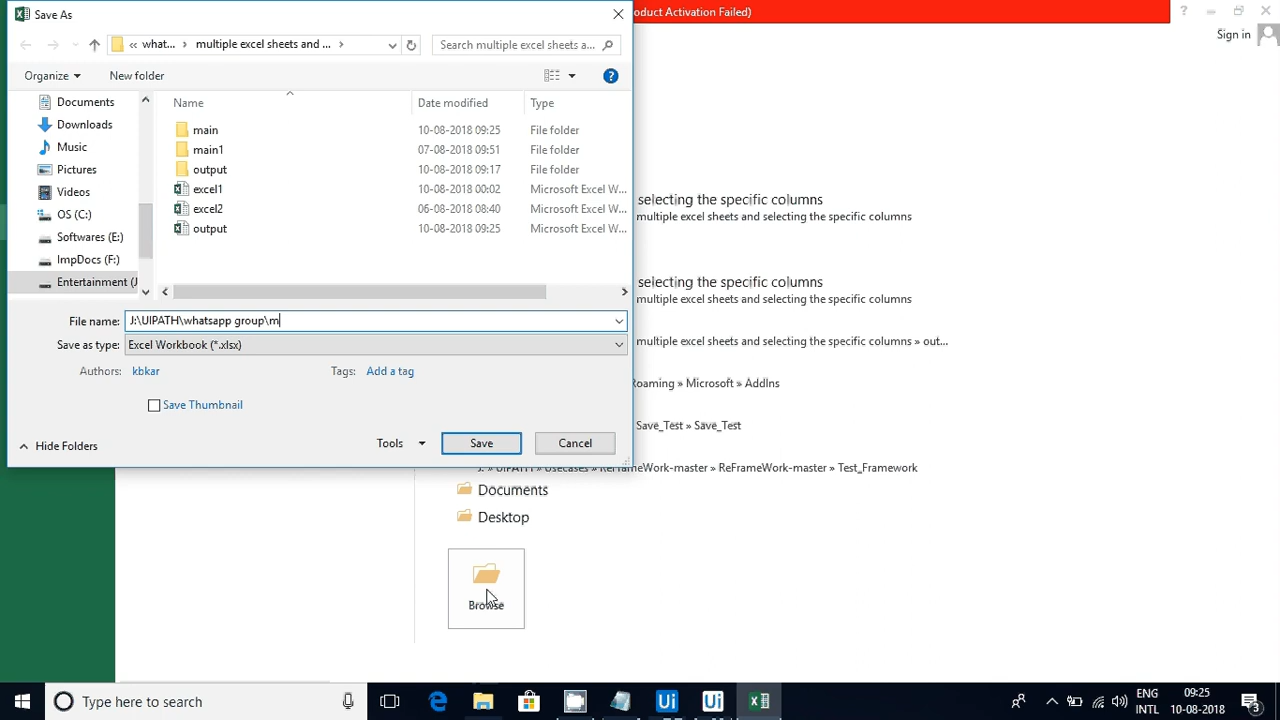 Save As
oduct Activation Failed)
Sign in
« what... › multiple excel sheets and ... ›
Search multiple excel sheets a...
Organize
New folder
Name
Date modified
Type
Documents
Downloads
Music
Pictures
Videos
OS (C:)
Softwares (E:)
ImpDocs (F:)
Entertainment (J
main 10-08-2018 09:25 File folder
main1 07-08-2018 09:51 File folder
output 10-08-2018 09:17 File folder
excel1 10-08-2018 00:02 Microsoft Excel W...
excel2 06-08-2018 08:40 Microsoft Excel W...
output 10-08-2018 09:25 Microsoft Excel W...
File name: J:\UIPATH\whatsapp group\m
Save as type: Excel Workbook (*.xlsx)
Authors: kbkar
Tags: Add a tag
Save Thumbnail
Hide Folders
Tools
Save
Cancel
selecting the specific columns
multiple excel sheets and selecting the specific columns
selecting the specific columns
multiple excel sheets and selecting the specific columns
multiple excel sheets and selecting the specific columns » out...
Roaming » Microsoft » AddIns
Save_Test » Save_Test
J: » UIPATH » Usecases » ReFrameWork-master » ReFrameWork-master » Test_Framework
Documents
Desktop
Browse
Type here to search
ENG
INTL
09:25
10-08-2018
3